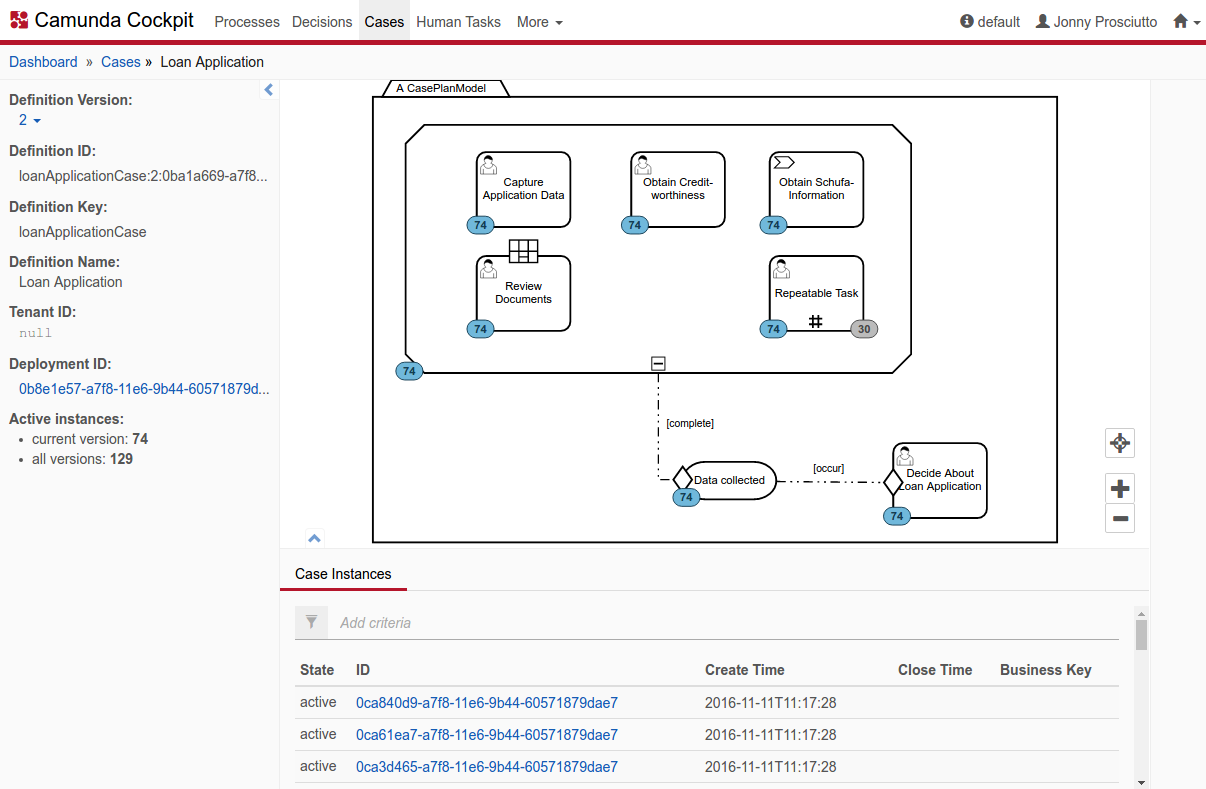 Camunda Cockpit Processes Decisions Cases Human Tasks More default Jonny Prosciutto
Dashboard » Cases » Loan Application
Definition Version:
2
Definition ID:
loanApplicationCase:2:0ba1a669-a7f8...
Definition Key:
loanApplicationCase
Definition Name:
Loan Application
Tenant ID:
null
Deployment ID:
0b8e1e57-a7f8-11e6-9b44-60571879d...
Active instances:
• current version: 74
• all versions: 129
A CasePlanModel
Capture
Application Data
74
Obtain Credit-
worthiness
74
Obtain Schufa-
Information
74
Review
Documents
74
Repeatable Task
74
30
74
[complete]
Data collected
74
[occur]
Decide About
Loan Application
74
Case Instances
Add criteria
State ID Create Time Close Time Business Key
active 0ca840d9-a7f8-11e6-9b44-60571879dae7 2016-11-11T11:17:28
active 0ca61ea7-a7f8-11e6-9b44-60571879dae7 2016-11-11T11:17:28
active 0ca3d465-a7f8-11e6-9b44-60571879dae7 2016-11-11T11:17:28